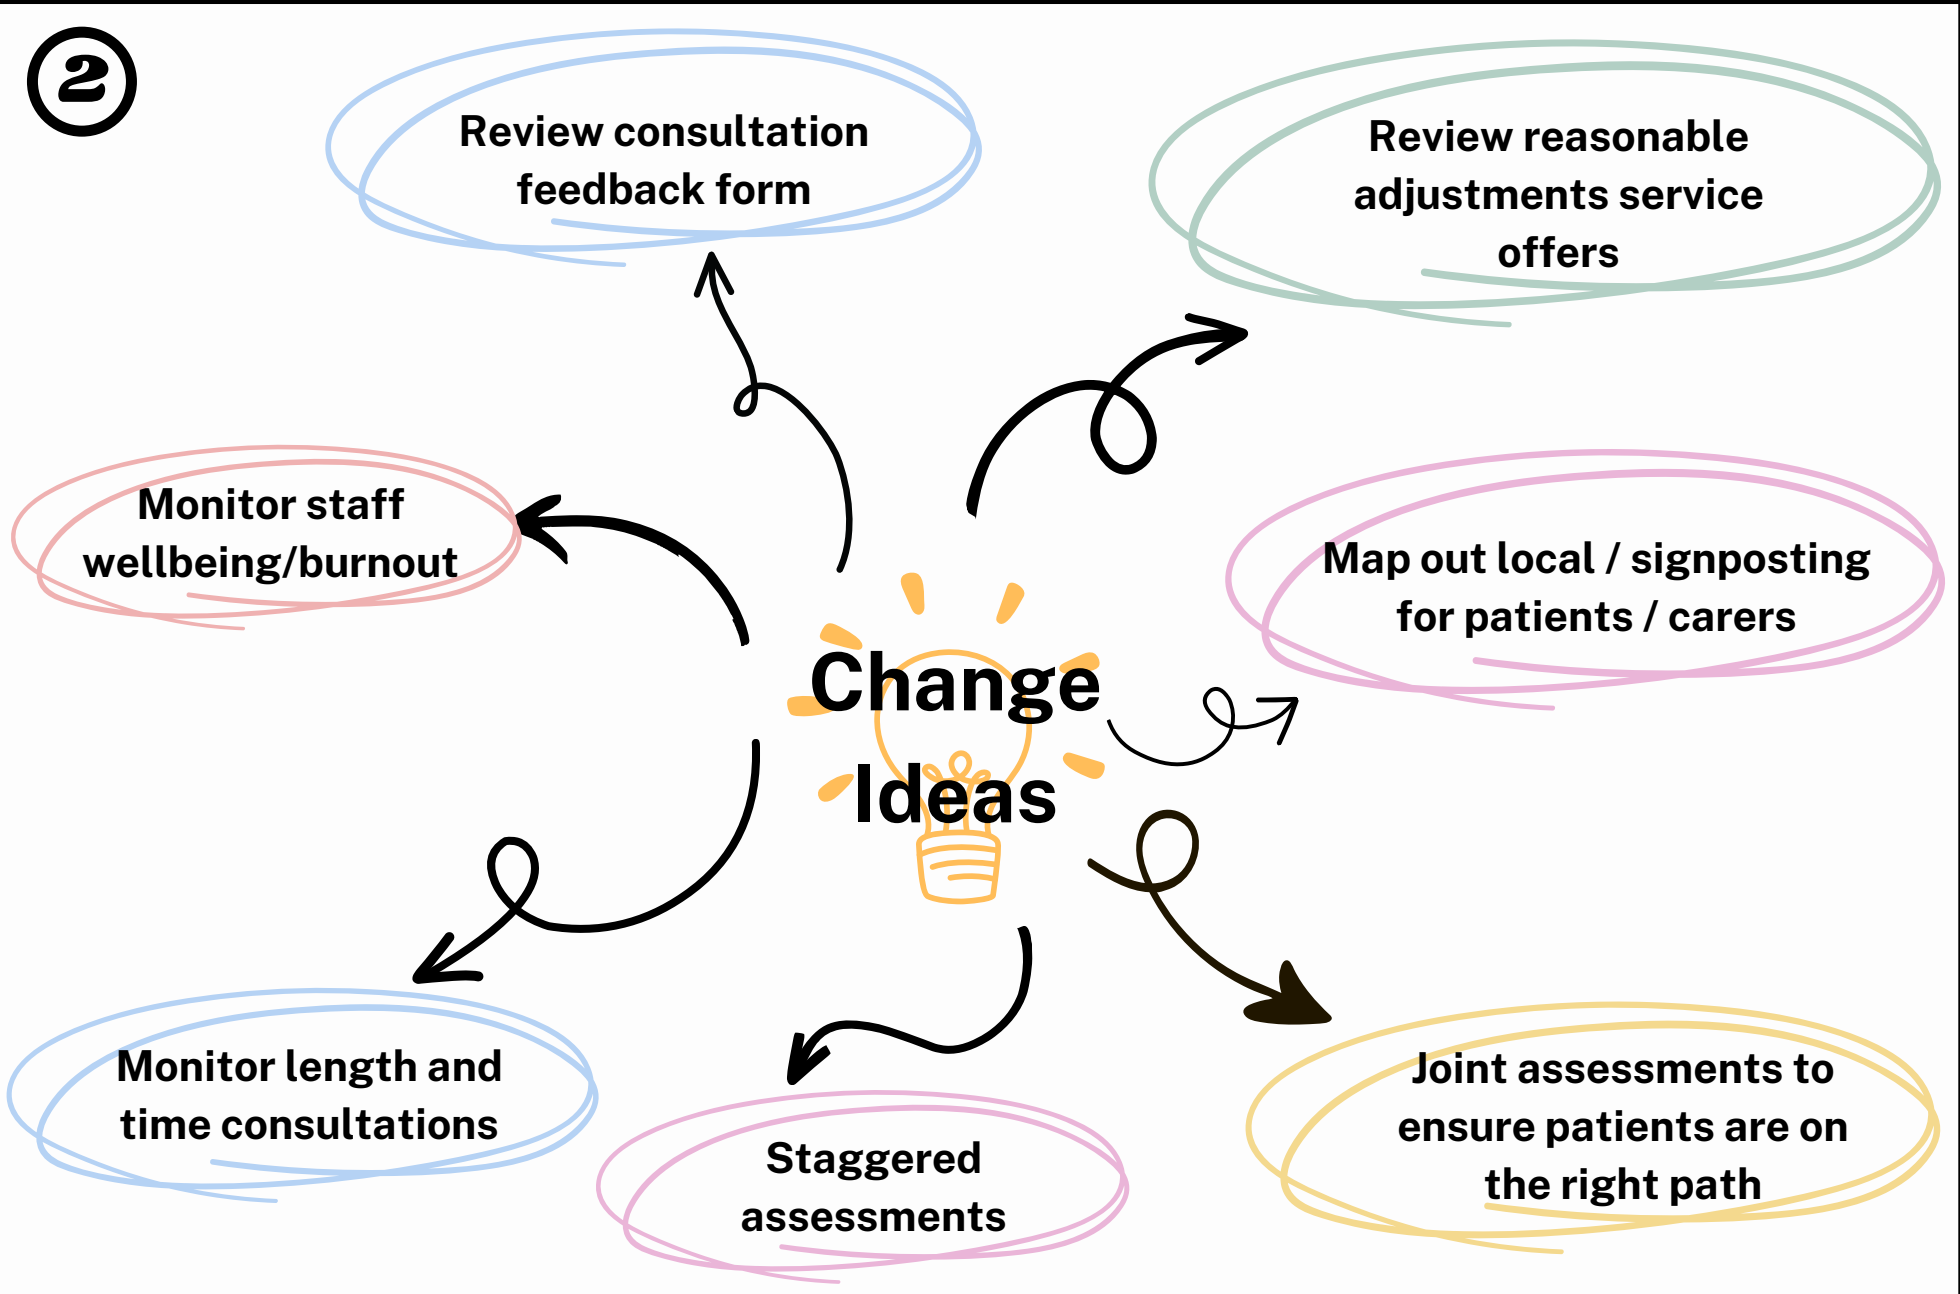 2
Review consultation
feedback form
Review reasonable
adjustments service
offers
Monitor staff
wellbeing/burnout
Map out local / signposting
for patients / carers
Change
Ideas
Monitor length and
time consultations
Staggered
assessments
Joint assessments to
ensure patients are on
the right path